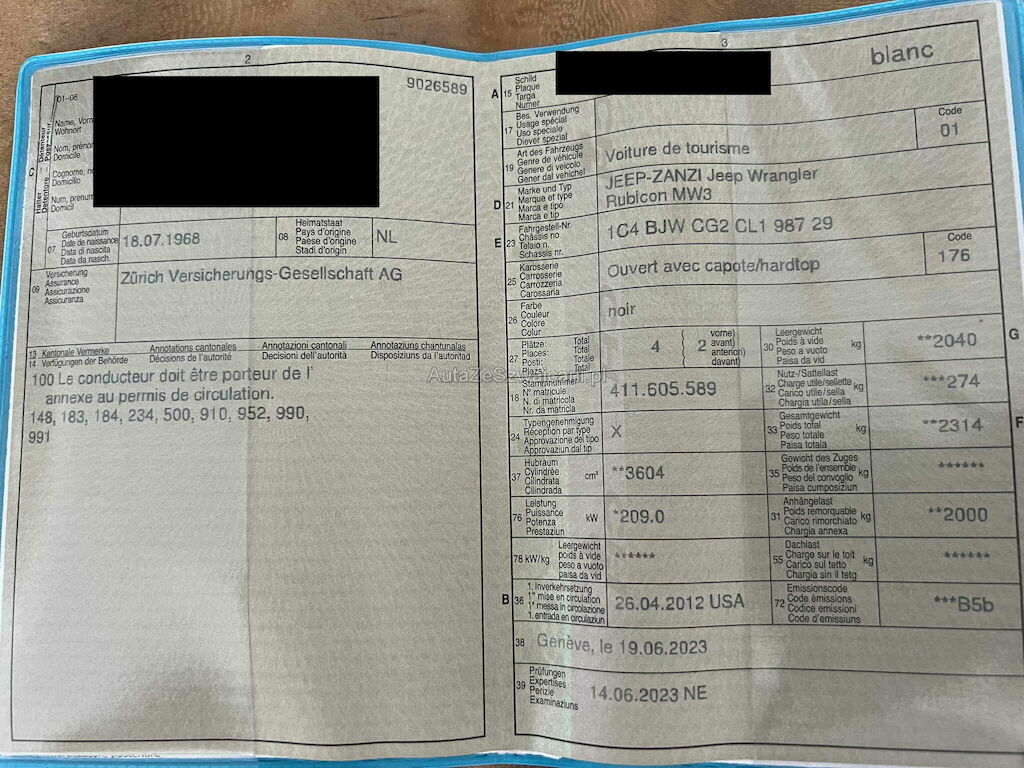 2
9026589
01-06
Name, Vorn
Wohnort
Nom, prénor
Domicile
Cognome, no
Domicilio
Num, prenum
Domicil
C
Halter
Détenteur
Detentore
07
Geburtsdatum
Date de naissance
Data di nascita
Data da nasch.
18.07.1968
08
Heimatstaat
Pays d'origine
Paese d'origine
Stadi d'origin
NL
09
Versicherung
Assurance
Assicurazione
Assicuranza
Zürich Versicherungs-Gesellschaft AG
13 Kantonale Vermerke
14 Verfügungen der Behörde
Annotations cantonales
Décisions de l'autorité
Annotazioni cantonali
Decisioni dell'autorità
Annotaziuns chantunalas
Disposiziuns da l'autoritad
100 Le conducteur doit être porteur de l'
annexe au permis de circulation.
148, 183, 184, 234, 500, 910, 952, 990,
991
3
A
15
Schild
Plaque
Targa
Numer
blanc
17
Bes. Verwendung
Usage spécial
Uso speciale
Diever spezial
19
Art des Fahrzeugs
Genre de véhicule
Genere di veicolo
Gener dal vehichel
Voiture de tourisme
Code
01
D
21
Marke und Typ
Marque et type
Marca e tipo
Marca e tip
JEEP-ZANZI Jeep Wrangler
Rubicon MW3
E
23
Fahrgestell-Nr.
Châssis no
Telaio n.
Schassis nr.
1C4 BJW CG2 CL1 987 29
25
Karosserie
Carrosserie
Carrozzeria
Carossaria
Ouvert avec capote/hardtop
Code
176
26
Farbe
Couleur
Colore
Colur
noir
27
Plätze: Total
Places: Total
Posti: Totale
Plazs: Total
4
2
vorne)
avant)
anteriori)
davant)
30
Leergewicht
Poids à vide
Peso a vuoto
Paisa da vid
kg
**2040
G
18
Stammnummer
N° matricule
N. di matricola
Nr. da matricla
411.605.589
32
Nutz-/Sattellast
Charge utile/sellette
Carico utile/sella
Chargia utila/sella
kg
***274
AutazeSzwajcarii.pl
24
Typengenehmigung
Réception par type
Approvazione del tipo
Approvaziun dal tip
X
33
Gesamtgewicht
Poids total
Peso totale
Paisa totala
kg
**2314
F
37
Hubraum
Cylindrée
Cilindrata
Cilindrada
cm³
**3604
35
Gewicht des Zuges
Poids de l'ensemble
Peso del convoglio
Paisa cumposiziun
kg
******
76
Leistung
Puissance
Potenza
Prestaziun
kW
*209.0
31
Anhängelast
Poids remorquable
Carico rimorchiato
Chargia annexa
kg
**2000
78 kW/kg
Leergewicht
poids à vide
peso a vuoto
paisa da vid
******
55
Dachlast
Charge sur le toit
Carico sul tetto
Chargia sin il tetg
kg
******
B
36
1. Inverkehrsetzung
1re mise en circulation
1a messa in circolazione
1. entrada en circulaziun
26.04.2012 USA
72
Emissionscode
Code émissions
Codice emissioni
Code d'emissiuns
***B5b
38
Genève, le 19.06.2023
39
Prüfungen
Expertises
Perizie
Examinaziuns
14.06.2023 NE